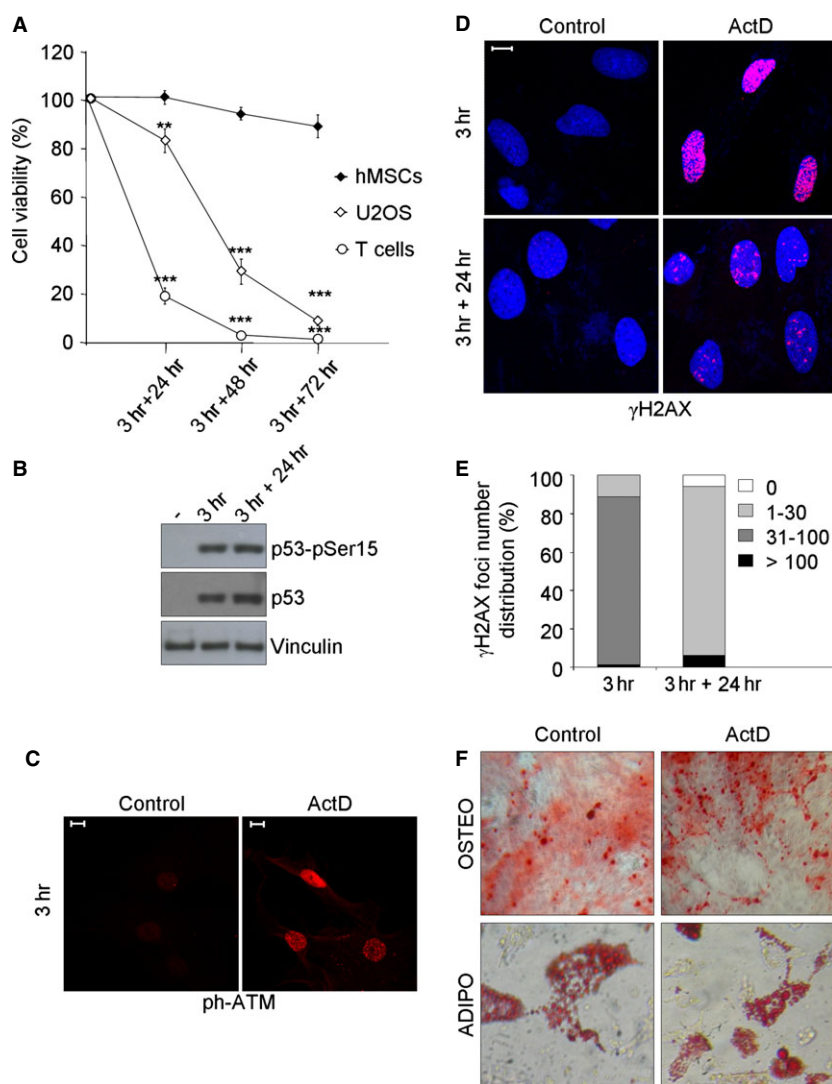 A
Cell viability (%)
120
100
80
60
40
20
0
**
***
***
***
***
***
hMSCs
U2OS
T cells
3 hr+24 hr
3 hr+48 hr
3 hr+72 hr
B
-
3 hr
3 hr + 24 hr
p53-pSer15
p53
Vinculin
C
Control
ActD
3 hr
ph-ATM
D
Control
ActD
3 hr
3 hr + 24 hr
γH2AX
E
γH2AX foci number
distribution (%)
100
80
60
40
20
0
0
1-30
31-100
> 100
3 hr
3 hr + 24 hr
F
Control
ActD
OSTEO
ADIPO